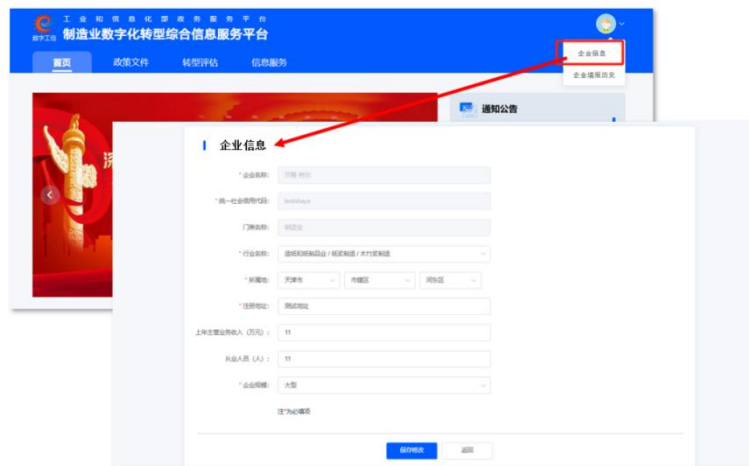 工业和信息化部政务服务平台
数字工信
制造业数字化转型综合信息服务平台
首页 政策文件 转型评估 信息服务
企业信息
企业填报历史
通知公告
企业信息
*企业名称:
*统一社会信用代码:
门类名称: 制造业
*行业名称: 造纸和纸制品业 / 纸浆制造 / 木竹浆制造
*所属地: 天津市 市辖区 河东区
*注册地址: 测试地址
上年主营业务收入（万元）: 11
从业人员（人）: 11
*企业规模: 大型
注*为必填项
保存修改 返回